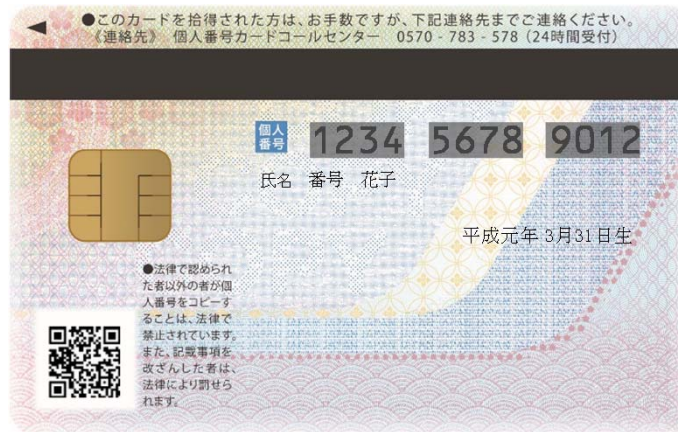 ●このカードを拾得された方は、お手数ですが、下記連絡先までご連絡ください。
《連絡先》 個人番号カードコールセンター 0570-783-578（24時間受付）
個人番号 1234 5678 9012
氏名 番号 花子
平成元年 3月31日生
●法律で認められ
た者以外の者が個
人番号をコピーす
ることは、法律で
禁止されています。
また、記載事項を
改ざんした者は、
法律により罰せら
れます。